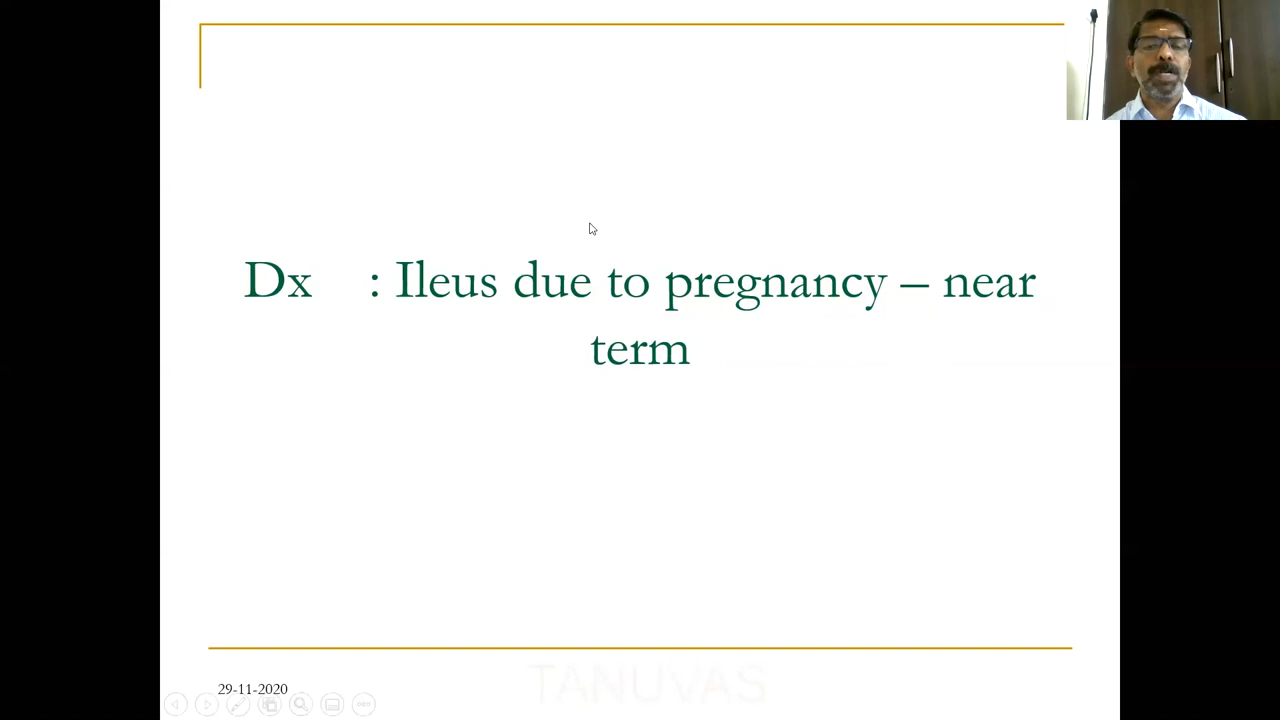 Dx : Ileus due to pregnancy – near
term
29-11-2020
TANUVAS